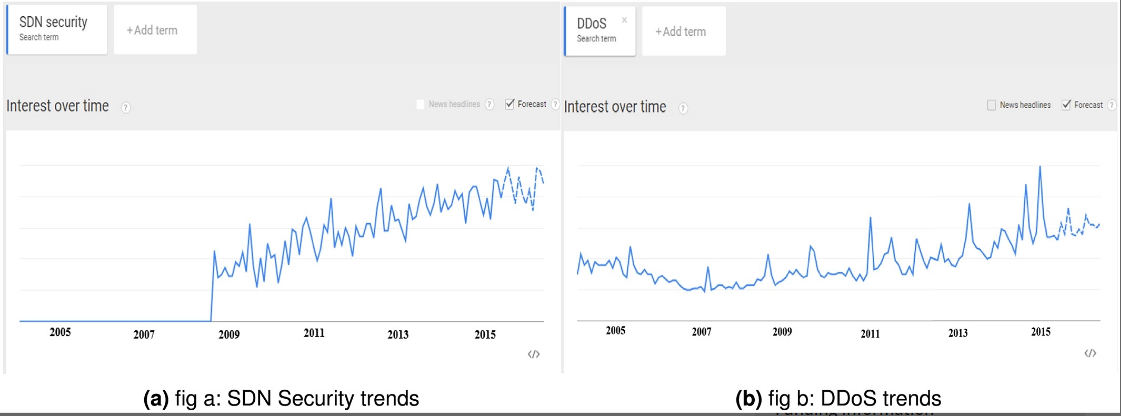 SDN security
Search term
+Add term
Interest over time ?
News headlines ? Forecast ?
2005 2007 2009 2011 2013 2015
</>
(a) fig a: SDN Security trends
DDoS x
Search term
+Add term
Interest over time ?
News headlines ? Forecast ?
2005 2007 2009 2011 2013 2015
</>
(b) fig b: DDoS trends